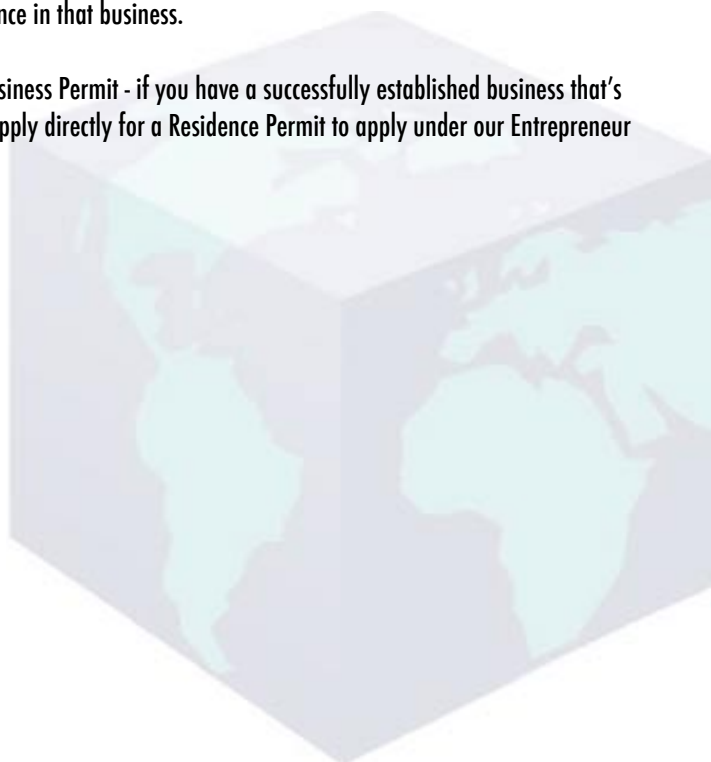 nce in that business.
siness Permit - if you have a successfully established business that's
pply directly for a Residence Permit to apply under our Entrepreneur